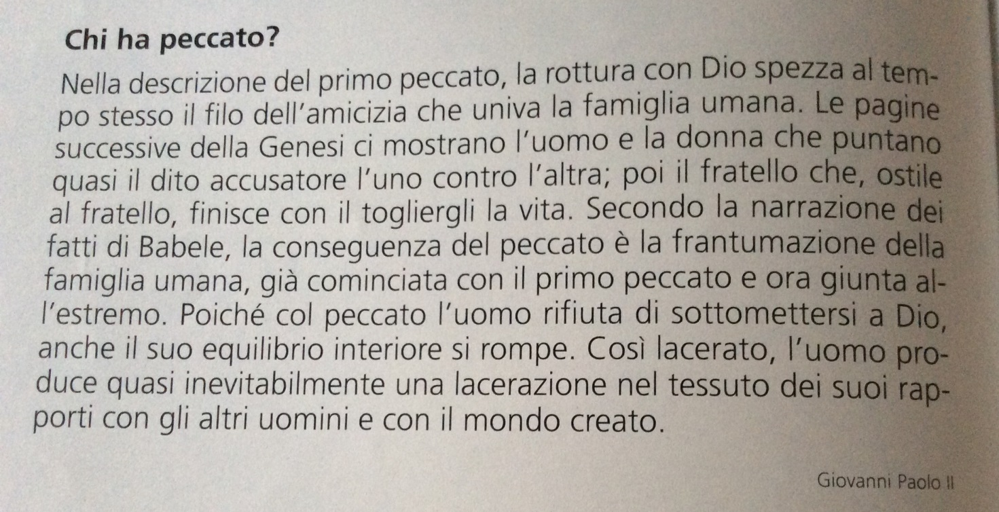 Chi ha peccato?
Nella descrizione del primo peccato, la rottura con Dio spezza al tem-
po stesso il filo dell'amicizia che univa la famiglia umana. Le pagine
successive della Genesi ci mostrano l'uomo e la donna che puntano
quasi il dito accusatore l'uno contro l'altra; poi il fratello che, ostile
al fratello, finisce con il togliergli la vita. Secondo la narrazione dei
fatti di Babele, la conseguenza del peccato è la frantumazione della
famiglia umana, già cominciata con il primo peccato e ora giunta al-
l'estremo. Poiché col peccato l'uomo rifiuta di sottomettersi a Dio,
anche il suo equilibrio interiore si rompe. Così lacerato, l'uomo pro-
duce quasi inevitabilmente una lacerazione nel tessuto dei suoi rap-
porti con gli altri uomini e con il mondo creato.
Giovanni Paolo II